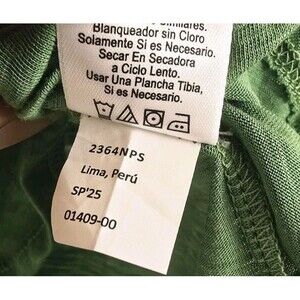 Similares.
Blanqueador sin Cloro
Solamente Si es Necesario.
Secar En Secadora
a Ciclo Lento.
Usar Una Plancha Tibia,
Si es Necesario.
2364NPS
Lima, Perú
SP'25
01409-00